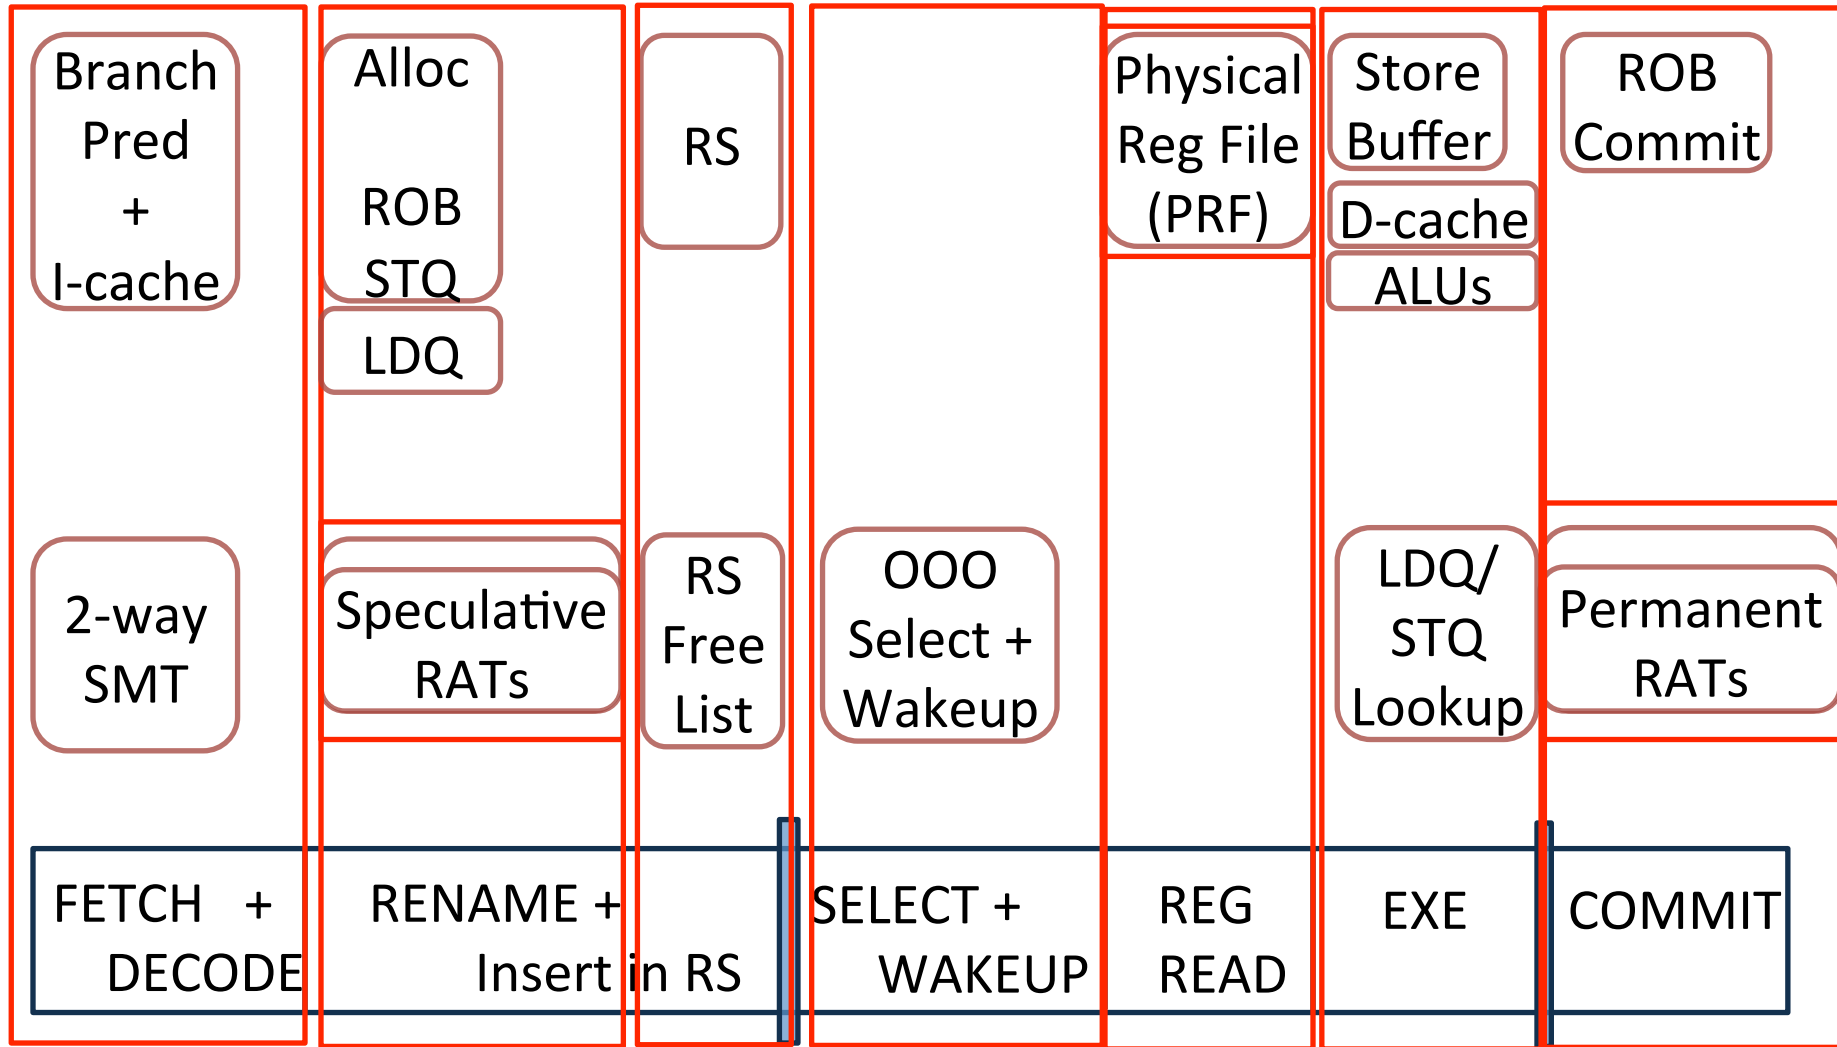 Branch
Pred
+
I-cache
Alloc
ROB
STQ
LDQ
RS
Physical
Reg File
(PRF)
Store
Buffer
D-cache
ALUs
ROB
Commit
2-way
SMT
Speculative
RATs
RS
Free
List
OOO
Select +
Wakeup
LDQ/
STQ
Lookup
Permanent
RATs
FETCH +
DECODE
RENAME +
Insert in RS
SELECT +
WAKEUP
REG
READ
EXE
COMMIT